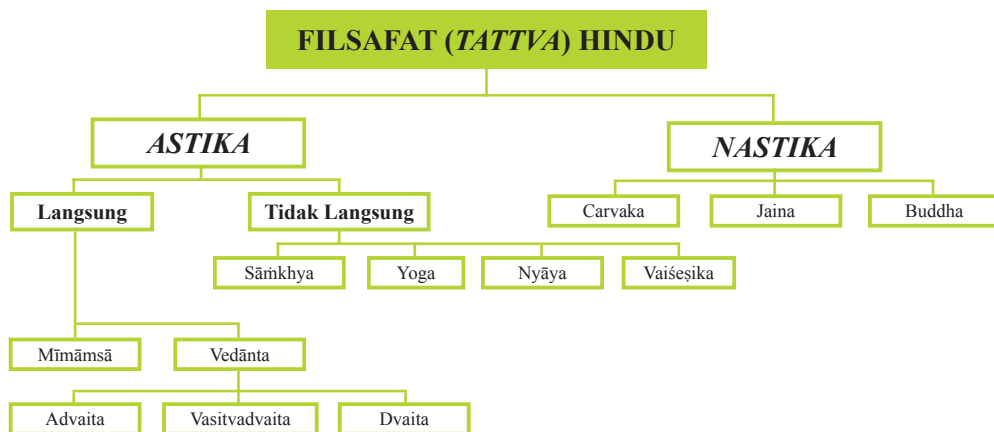 FILSAFAT (TATTVA) HINDU
ASTIKA
NASTIKA
Langsung
Tidak Langsung
Carvaka
Jaina
Buddha
Sāṁkhya
Yoga
Nyāya
Vaiśeṣika
Mīmāmsā
Vedānta
Advaita
Vasitvadvaita
Dvaita